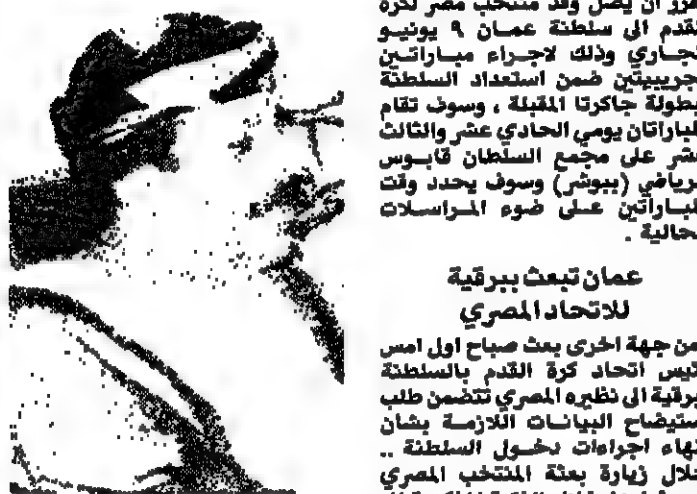 ﻣﻘﺮﺭ أن يصل وفد منتخب مصر لكرة
القدم الى سلطنة عمان ٩ يونيو
الجاري وذلك لاجراء مباراتين
تجريبيتين ضمن استعداد السلطنة
لبطولة جاكرتا المقبلة ، وسوف تقام
المباراتان يومي الحادي عشر والثالث
عشر على مجمع السلطان قابوس
الرياضي (ببوشر) وسوف يحدد وقت
المباراتين على ضوء المراسلات
الحالية .
عمان تبعث ببرقية
للاتحاد المصري
من جهة اخرى بعث صباح اول امس
رئيس اتحاد كرة القدم بالسلطنة
برقية الى نظيره المصري تتضمن طلب
استيضاح البيانات اللازمة بشان
انهاء اجراءات دخول السلطنة ..
خلال زيارة بعثة المنتخب المصري